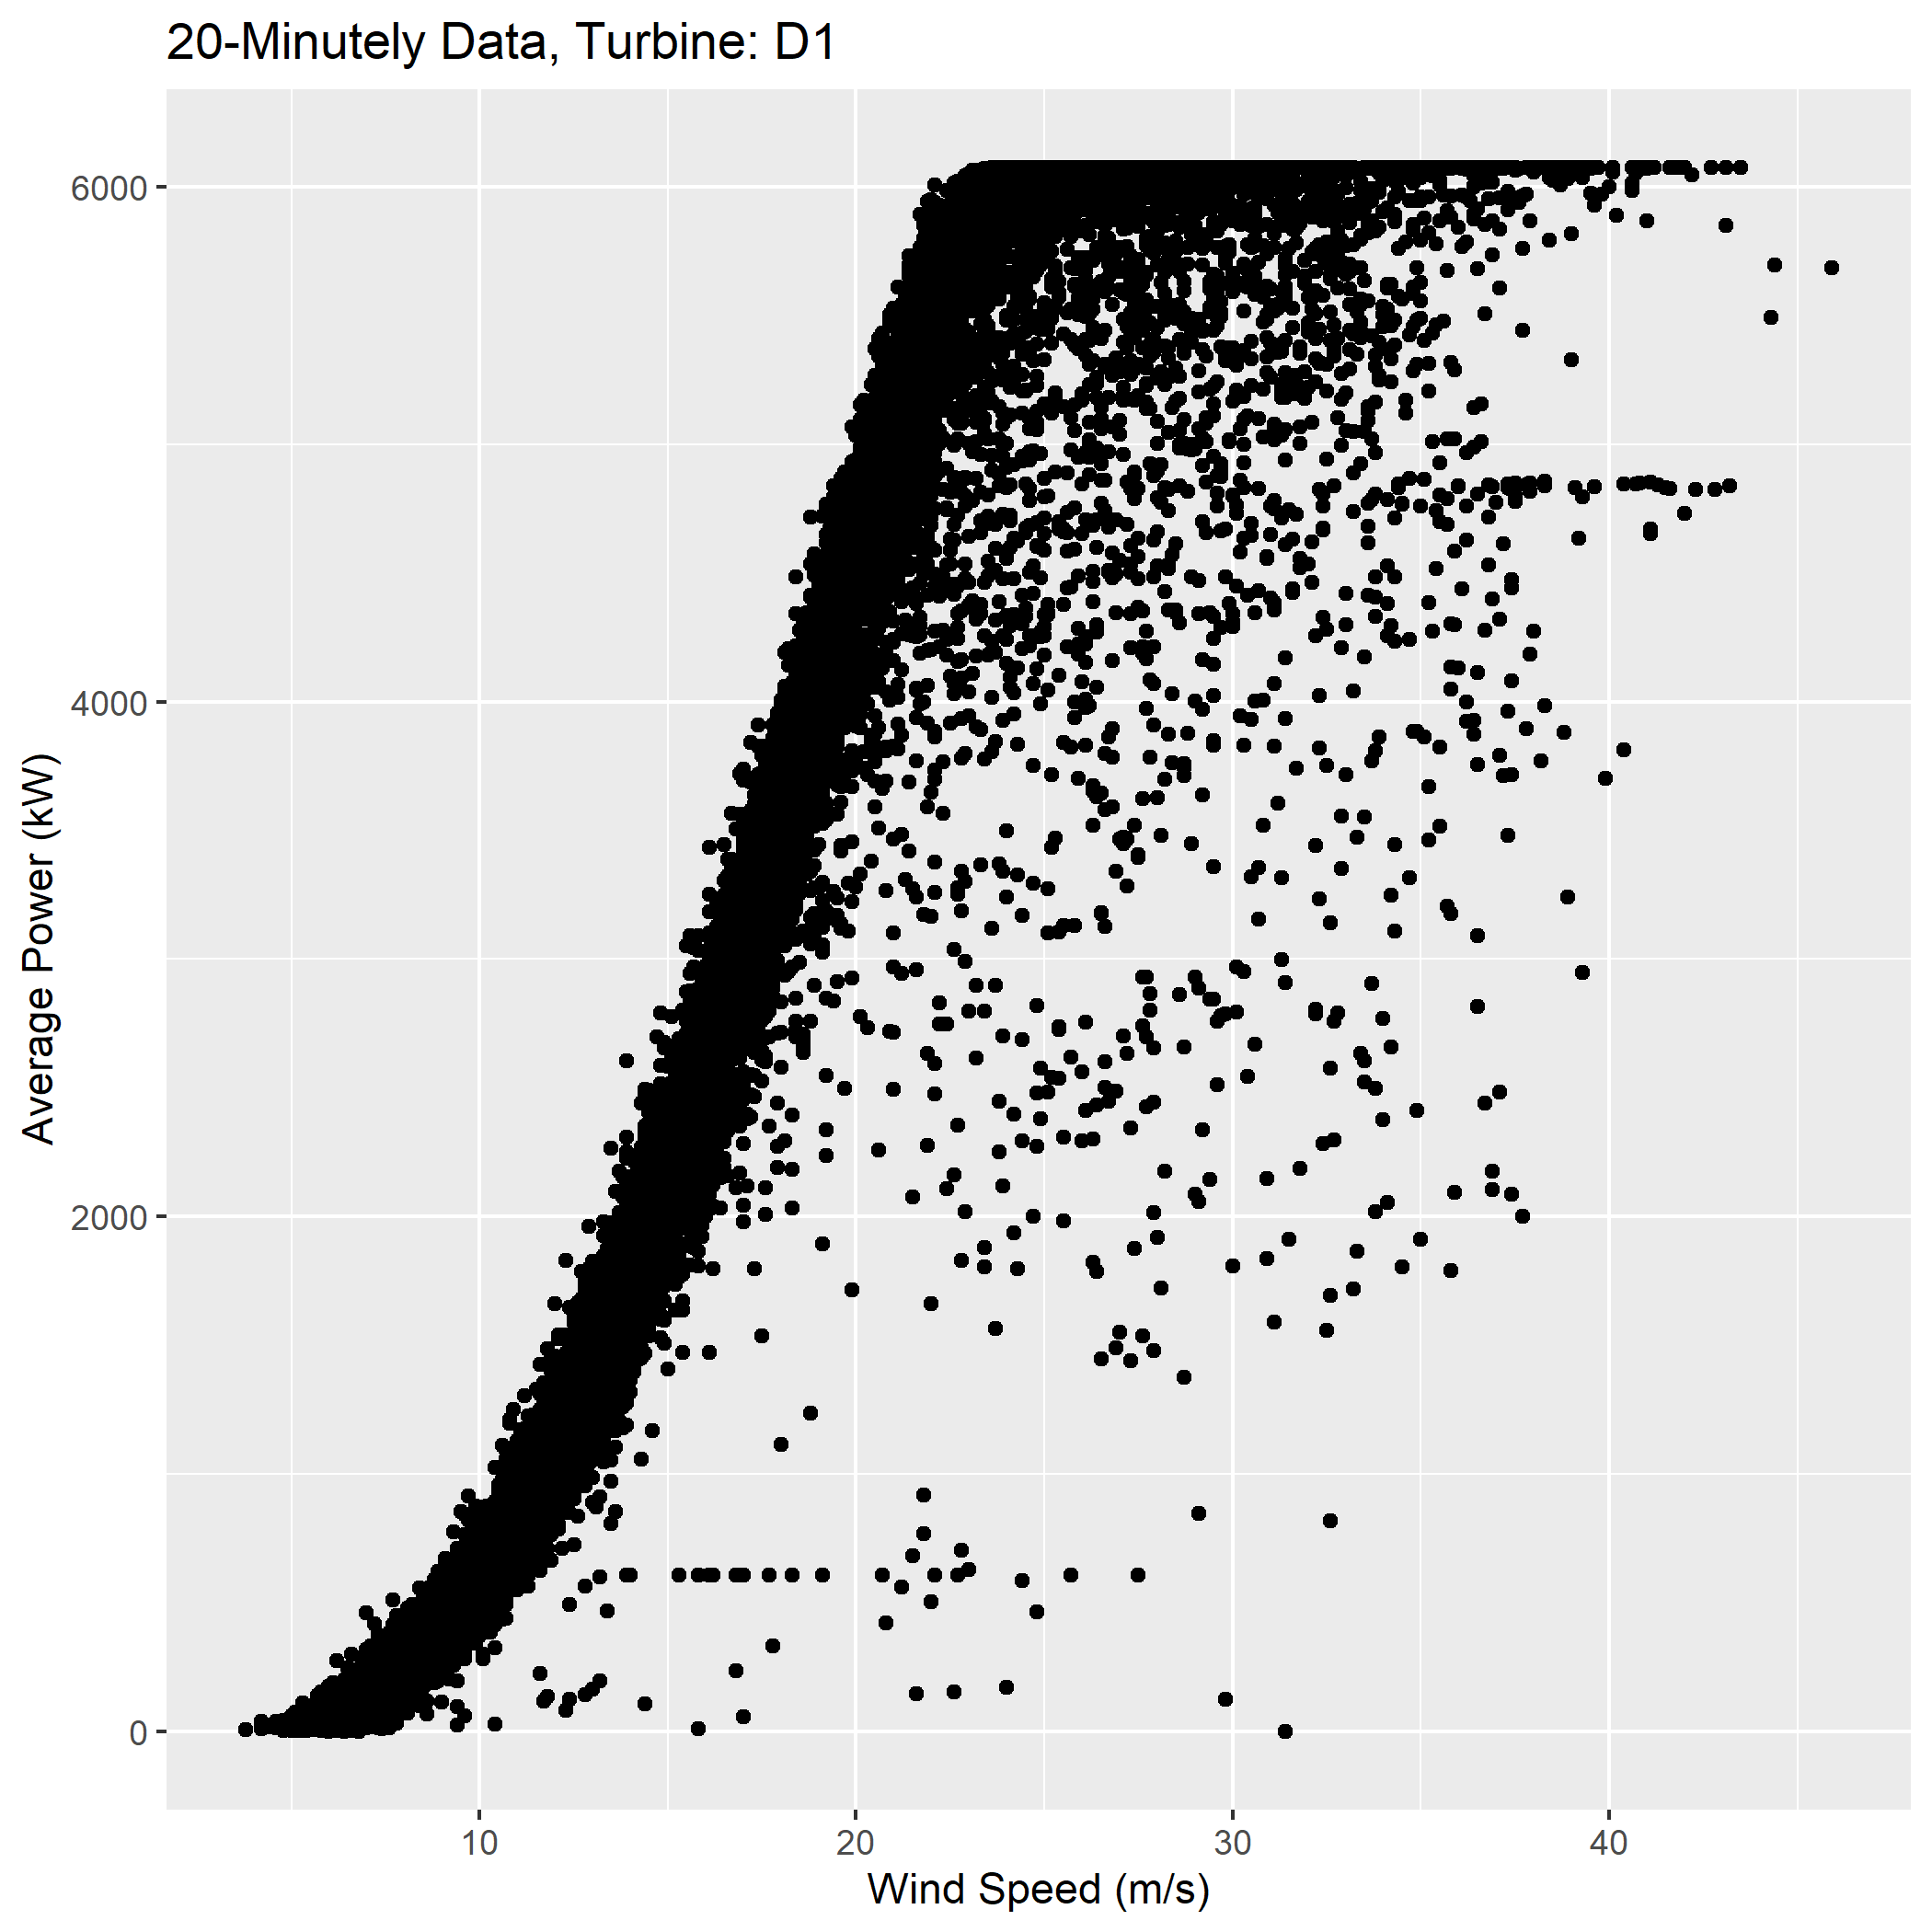 20-Minutely Data, Turbine: D1
6000
4000
2000
0
Average Power (kW)
10 20 30 40
Wind Speed (m/s)